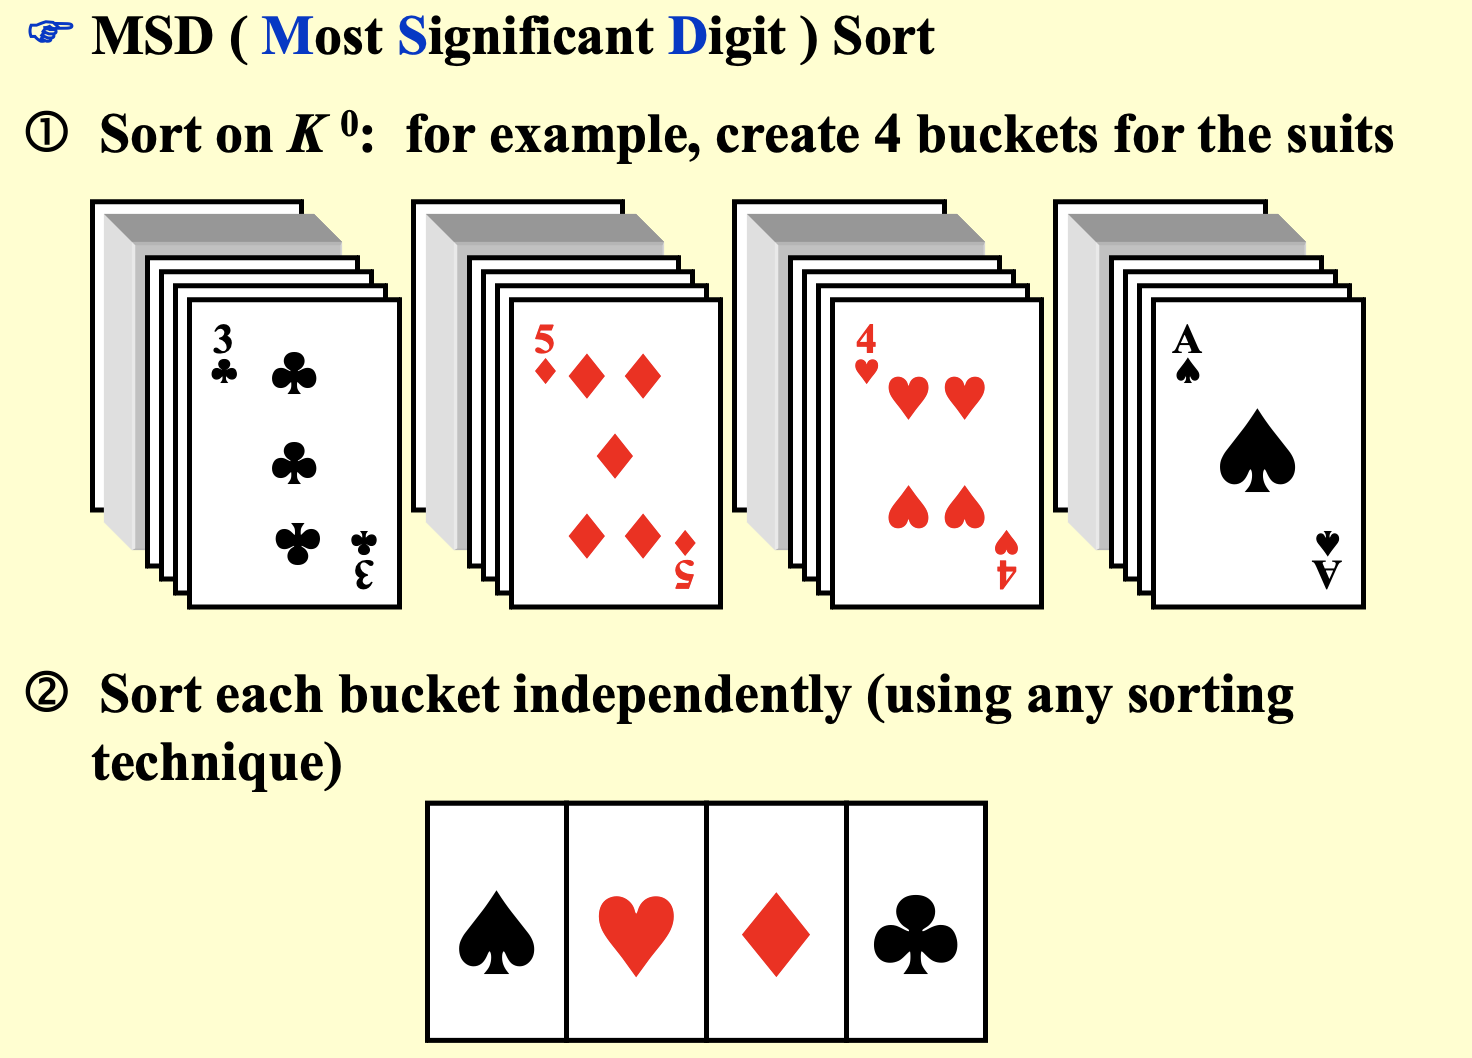 ☞ MSD ( Most Significant Digit ) Sort
① Sort on K⁰: for example, create 4 buckets for the suits
3 5 4 A
♣ ♦ ♥ ♠
♣ ♦ ♥ ♠
3 5 4 A
② Sort each bucket independently (using any sorting
technique)
♠ ♥ ♦ ♣